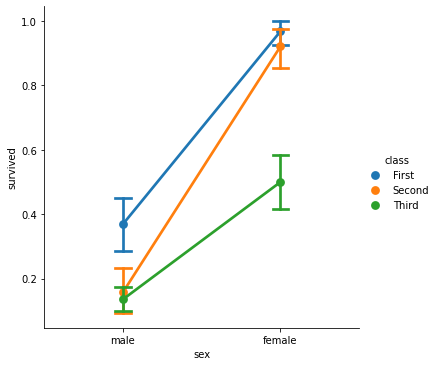 1.0
0.8
0.6
0.4
0.2
survived
male
female
sex
class
First
Second
Third